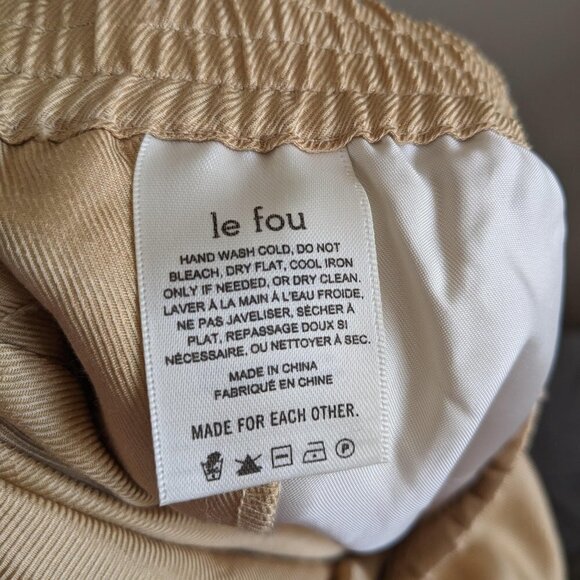 le fou
HAND WASH COLD, DO NOT
BLEACH, DRY FLAT, COOL IRON
ONLY IF NEEDED, OR DRY CLEAN.
LAVER À LA MAIN À L'EAU FROIDE,
NE PAS JAVELISER, SÉCHER À
PLAT, REPASSAGE DOUX SI
NÉCESSAIRE, OU NETTOYER À SEC.
MADE IN CHINA
FABRIQUÉ EN CHINE
MADE FOR EACH OTHER.
P